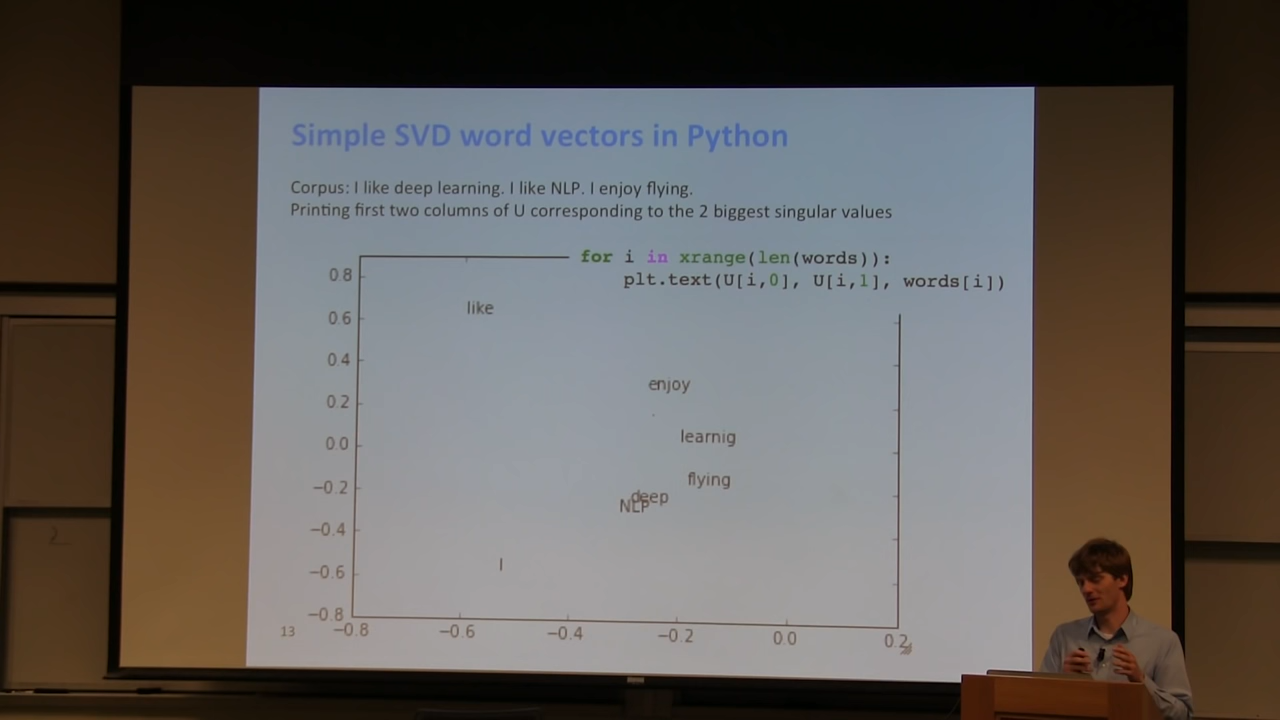 Simple SVD word vectors in Python
Corpus: I like deep learning. I like NLP. I enjoy flying.
Printing first two columns of U corresponding to the 2 biggest singular values
for i in xrange(len(words)):
plt.text(U[i,0], U[i,1], words[i])
0.8
like
0.6
0.4
enjoy
0.2
learnig
0.0
flying
−0.2
deep
NLP
−0.4
I
−0.6
−0.8
13
−0.8 −0.6 −0.4 −0.2 0.0 0.2